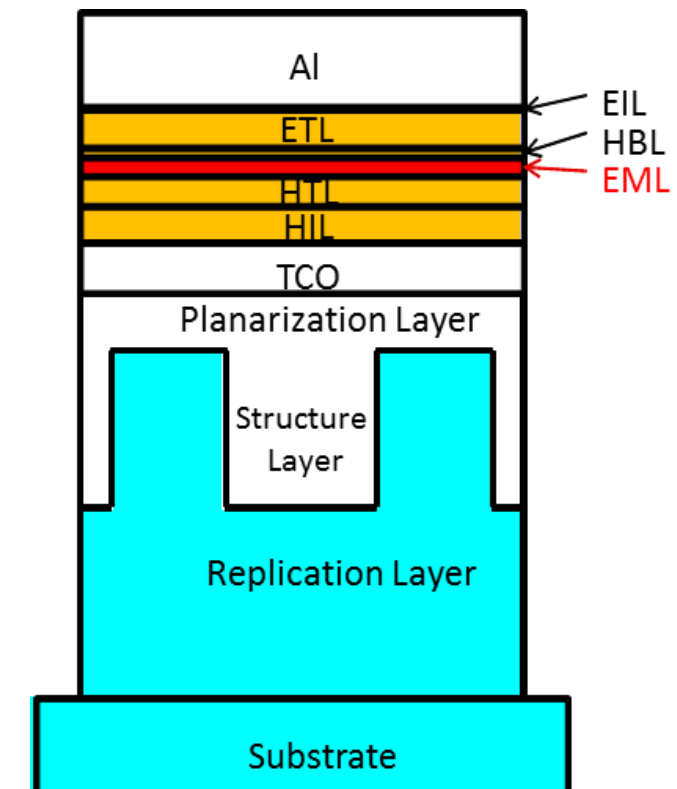 Al
EIL
ETL
HBL
EML
HTL
HIL
TCO
Planarization Layer
Structure
Layer
Replication Layer
Substrate